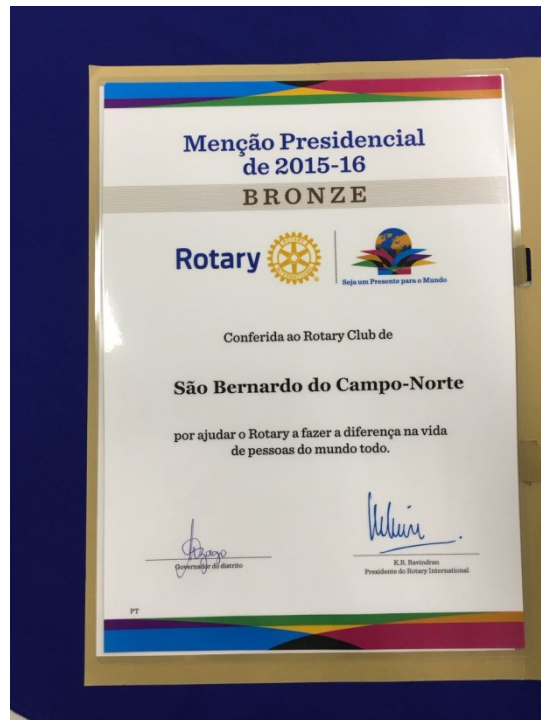 Menção Presidencial
de 2015-16
BRONZE
Rotary
Seja um Presente para o Mundo
Conferida ao Rotary Club de
São Bernardo do Campo-Norte
por ajudar o Rotary a fazer a diferença na vida
de pessoas do mundo todo.
Governador do distrito
K.R. Ravindran
Presidente do Rotary International
PT